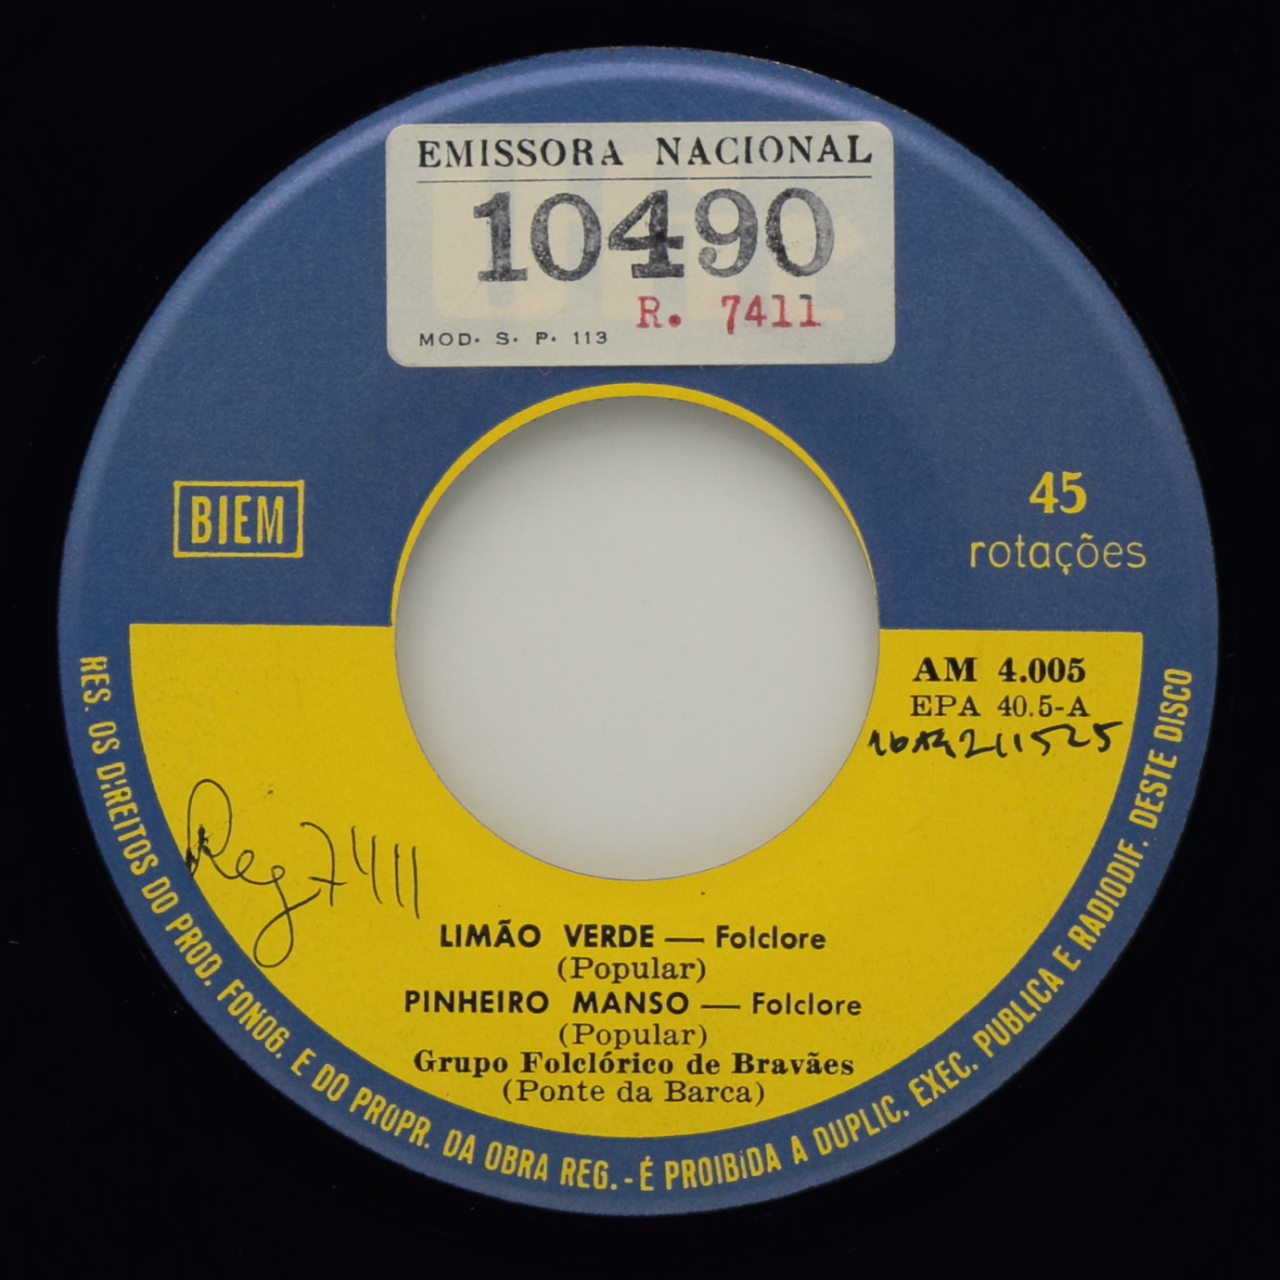 EMISSORA NACIONAL
10490
R. 7411
MOD. S. P. 113
BIEM
45
rotações
AM 4.005
EPA 40.5-A
Reg 7411
LIMÃO VERDE — Folclore
(Popular)
PINHEIRO MANSO — Folclore
(Popular)
Grupo Folclórico de Bravães
(Ponte da Barca)
RES. OS DIREITOS DO PROD. FONOG. E DO PROPR. DA OBRA REG. - É PROIBIDA A DUPLIC. EXEC. PUBLICA E RADIODIF. DESTE DISCO